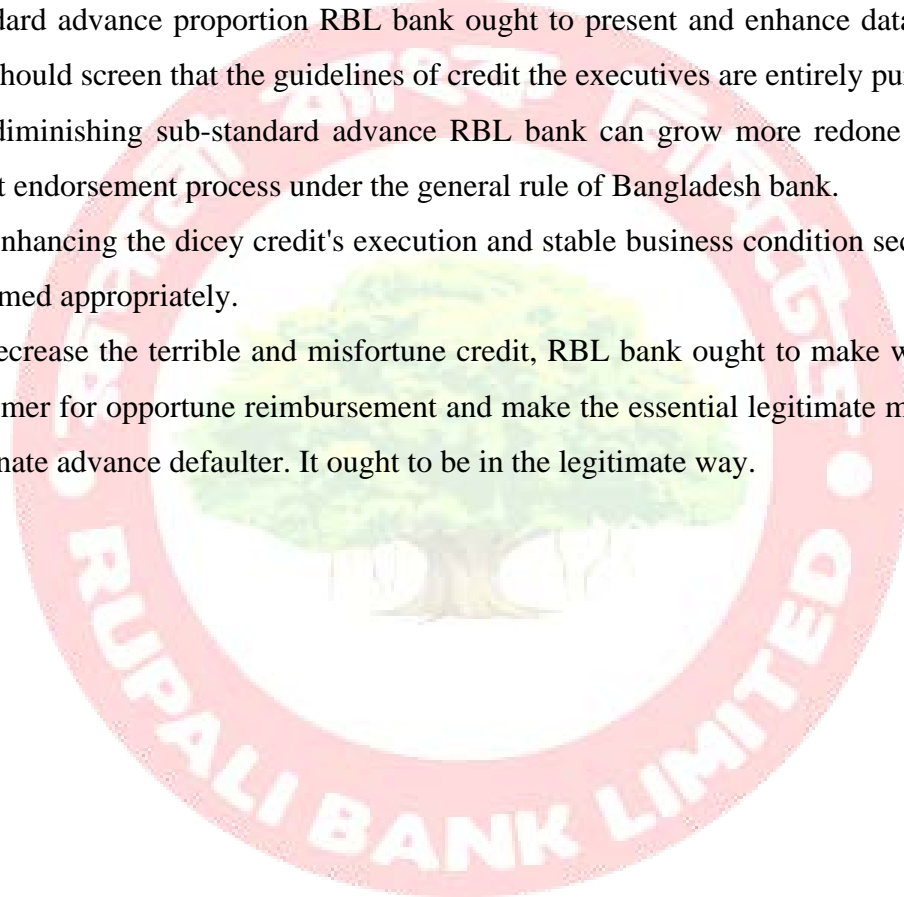 dard advance proportion RBL bank ought to present and enhance data
hould screen that the guidelines of credit the executives are entirely pu
diminishing sub-standard advance RBL bank can grow more redone
t endorsement process under the general rule of Bangladesh bank.
nhancing the dicey credit's execution and stable business condition sec
med appropriately.
ecrease the terrible and misfortune credit, RBL bank ought to make w
mer for opportune reimbursement and make the essential legitimate m
nate advance defaulter. It ought to be in the legitimate way.
RUPALI BANK LIMITED